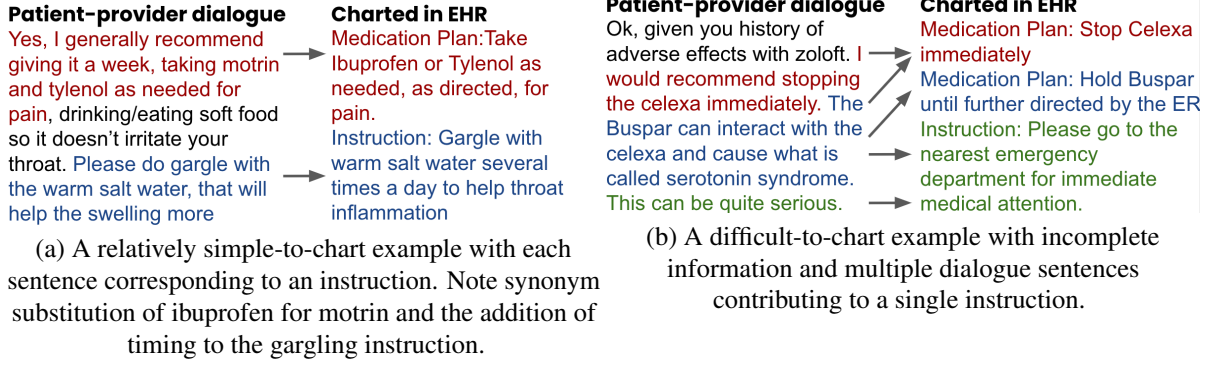 Patient-provider dialogue
Yes, I generally recommend
giving it a week, taking motrin
and tylenol as needed for
pain, drinking/eating soft food
so it doesn't irritate your
throat. Please do gargle with
the warm salt water, that will
help the swelling more
Charted in EHR
Medication Plan:Take
Ibuprofen or Tylenol as
needed, as directed, for
pain.
Instruction: Gargle with
warm salt water several
times a day to help throat
inflammation
(a) A relatively simple-to-chart example with each
sentence corresponding to an instruction. Note synonym
substitution of ibuprofen for motrin and the addition of
timing to the gargling instruction.
Patient-provider dialogue
Ok, given you history of
adverse effects with zoloft. I
would recommend stopping
the celexa immediately. The
Buspar can interact with the
celexa and cause what is
called serotonin syndrome.
This can be quite serious.
Charted in EHR
Medication Plan: Stop Celexa
immediately
Medication Plan: Hold Buspar
until further directed by the ER
Instruction: Please go to the
nearest emergency
department for immediate
medical attention.
(b) A difficult-to-chart example with incomplete
information and multiple dialogue sentences
contributing to a single instruction.